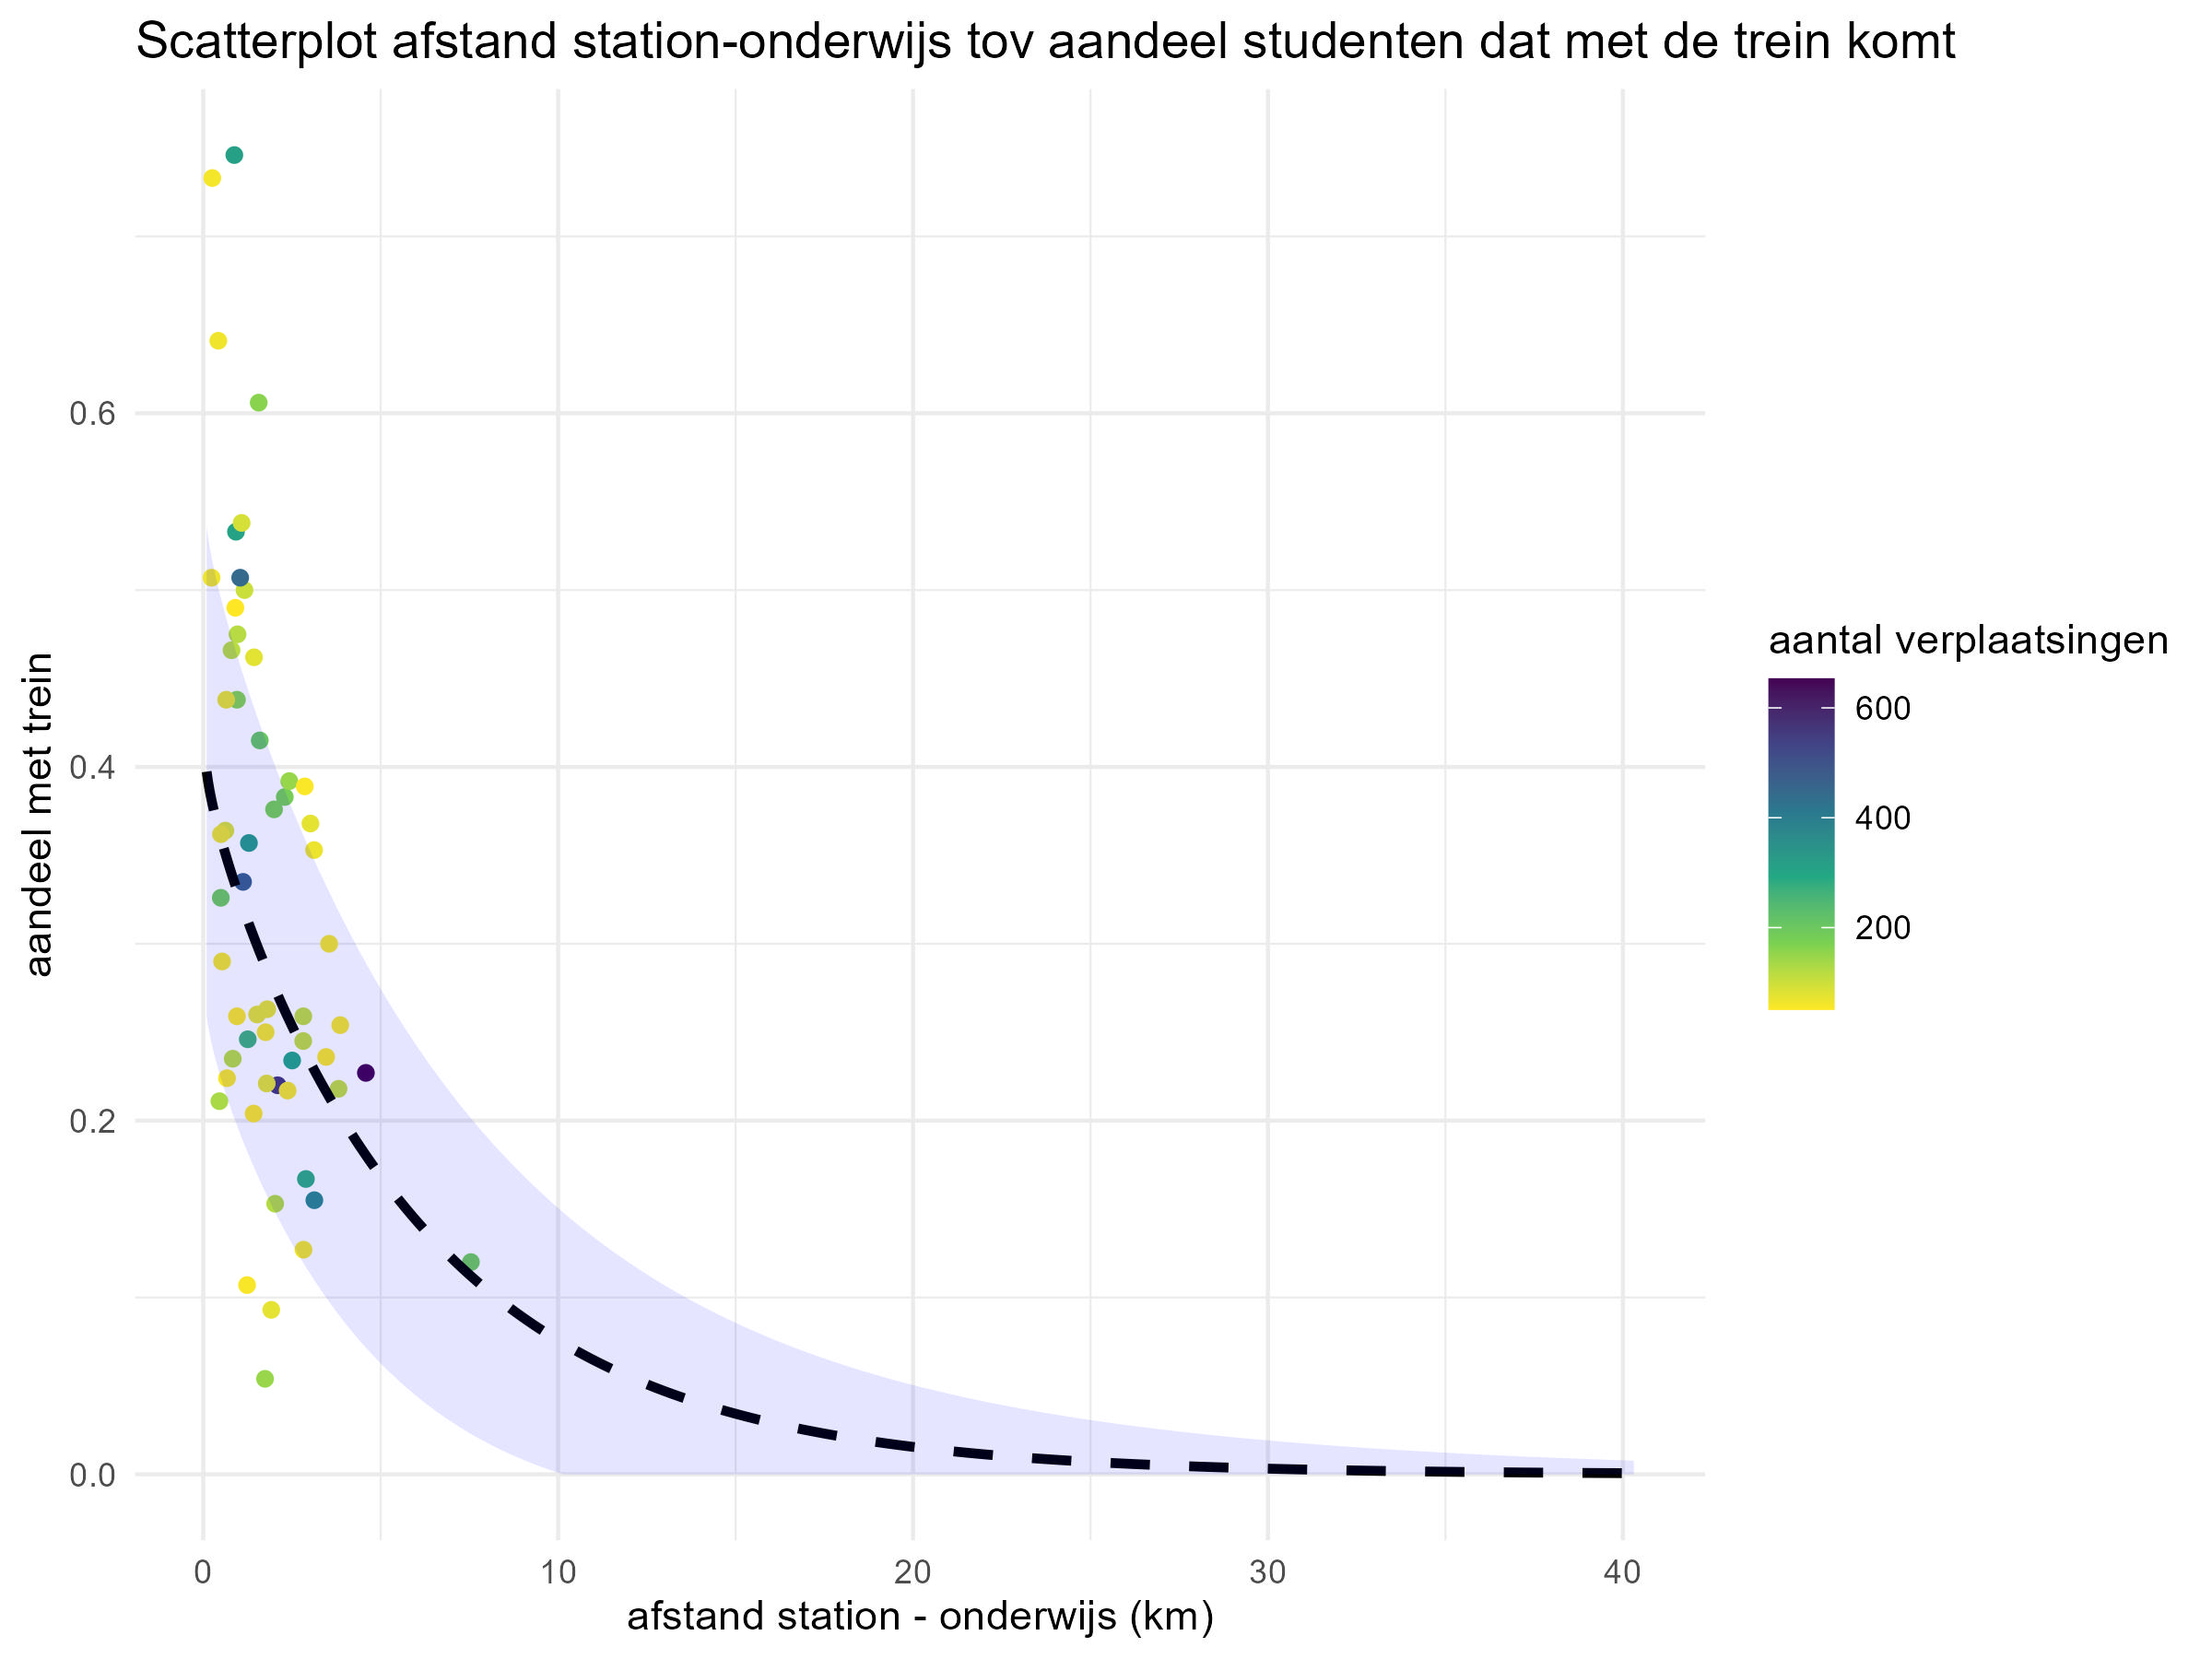 Scatterplot afstand station-onderwijs tov aandeel studenten dat met de trein komt
aandeel met trein
0.6
0.4
0.2
0.0
0 10 20 30 40
afstand station - onderwijs (km)
aantal verplaatsingen
600
400
200